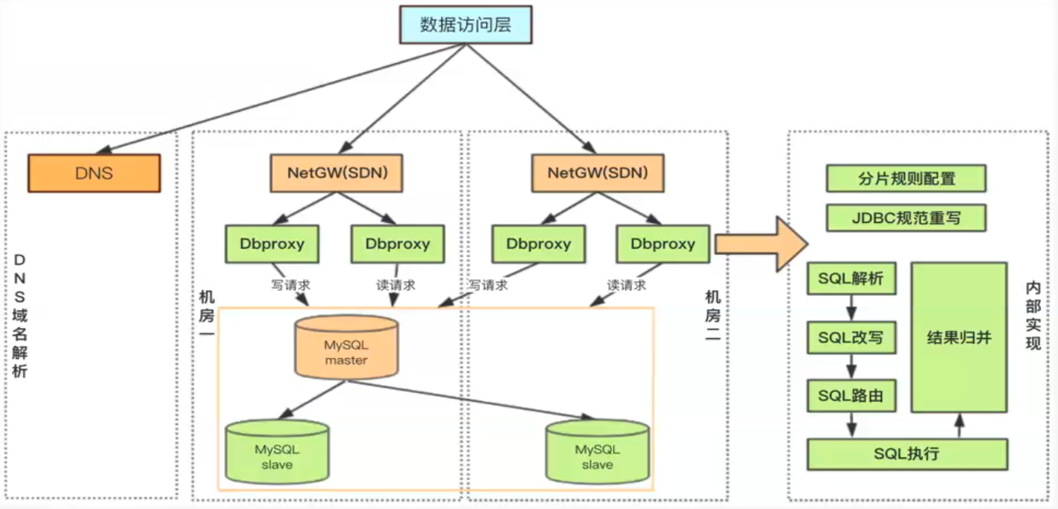 数据访问层
DNS
DNS域名解析
NetGW(SDN)
NetGW(SDN)
Dbproxy
Dbproxy
Dbproxy
Dbproxy
写请求
读请求
写请求
读请求
机房一
机房二
MySQL
master
MySQL
slave
MySQL
slave
分片规则配置
JDBC规范重写
SQL解析
SQL改写
SQL路由
结果归并
SQL执行
内部实现